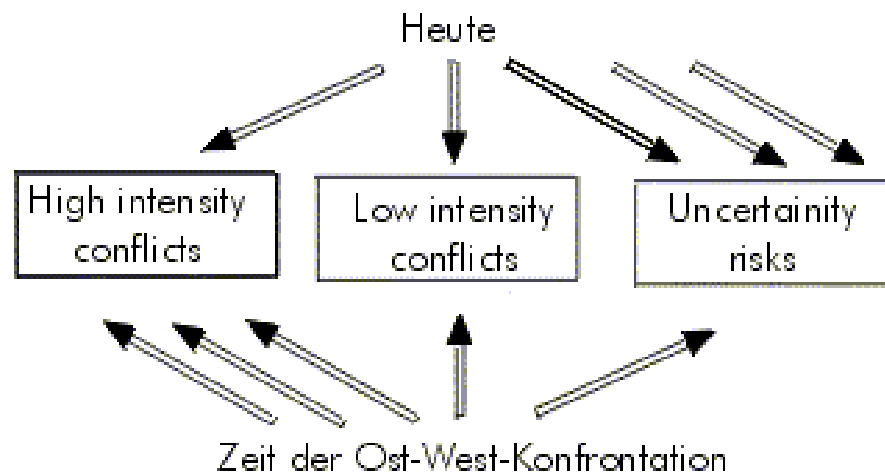 Heute
High intensity
conflicts
Low intensity
conflicts
Uncertainity
risks
Zeit der Ost-West-Konfrontation